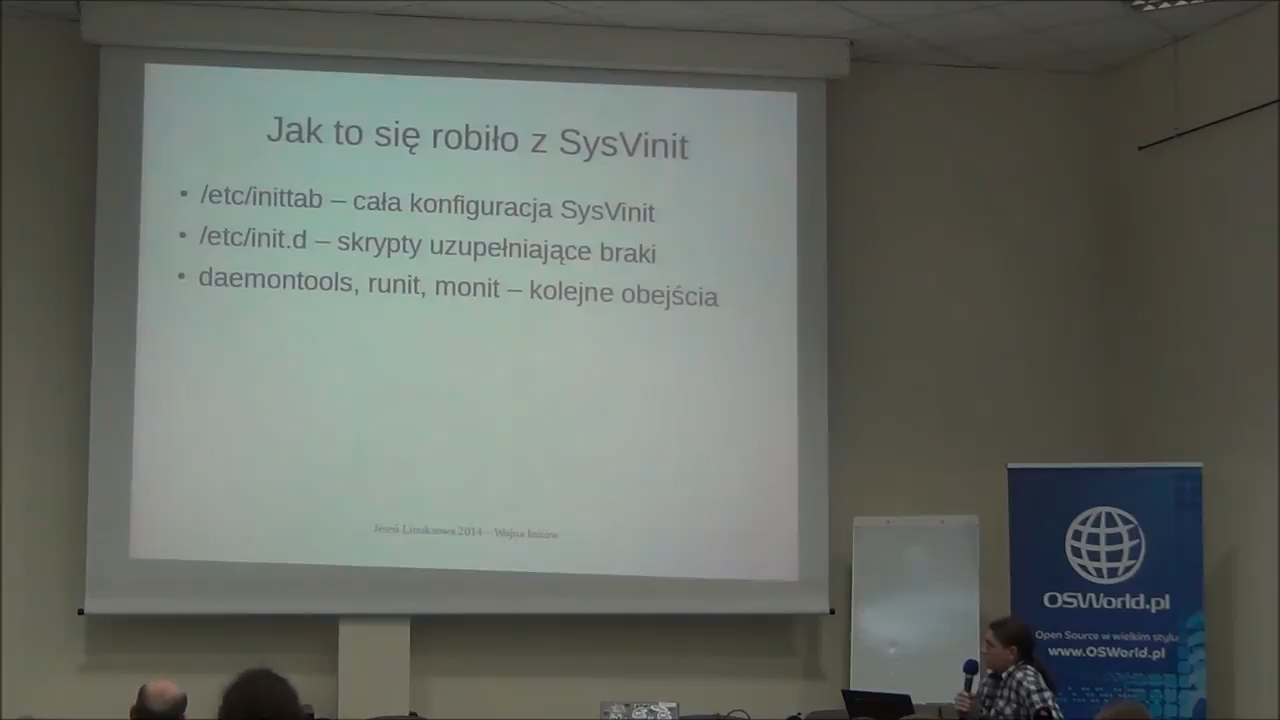 Jak to się robiło z SysVinit
• /etc/inittab – cała konfiguracja SysVinit
• /etc/init.d – skrypty uzupełniające braki
• daemontools, runit, monit – kolejne obejścia
Jesień Linuksowa 2014 – Wojna Initów
OSWorld.pl
Open Source w wielkim stylu
www.OSWorld.pl